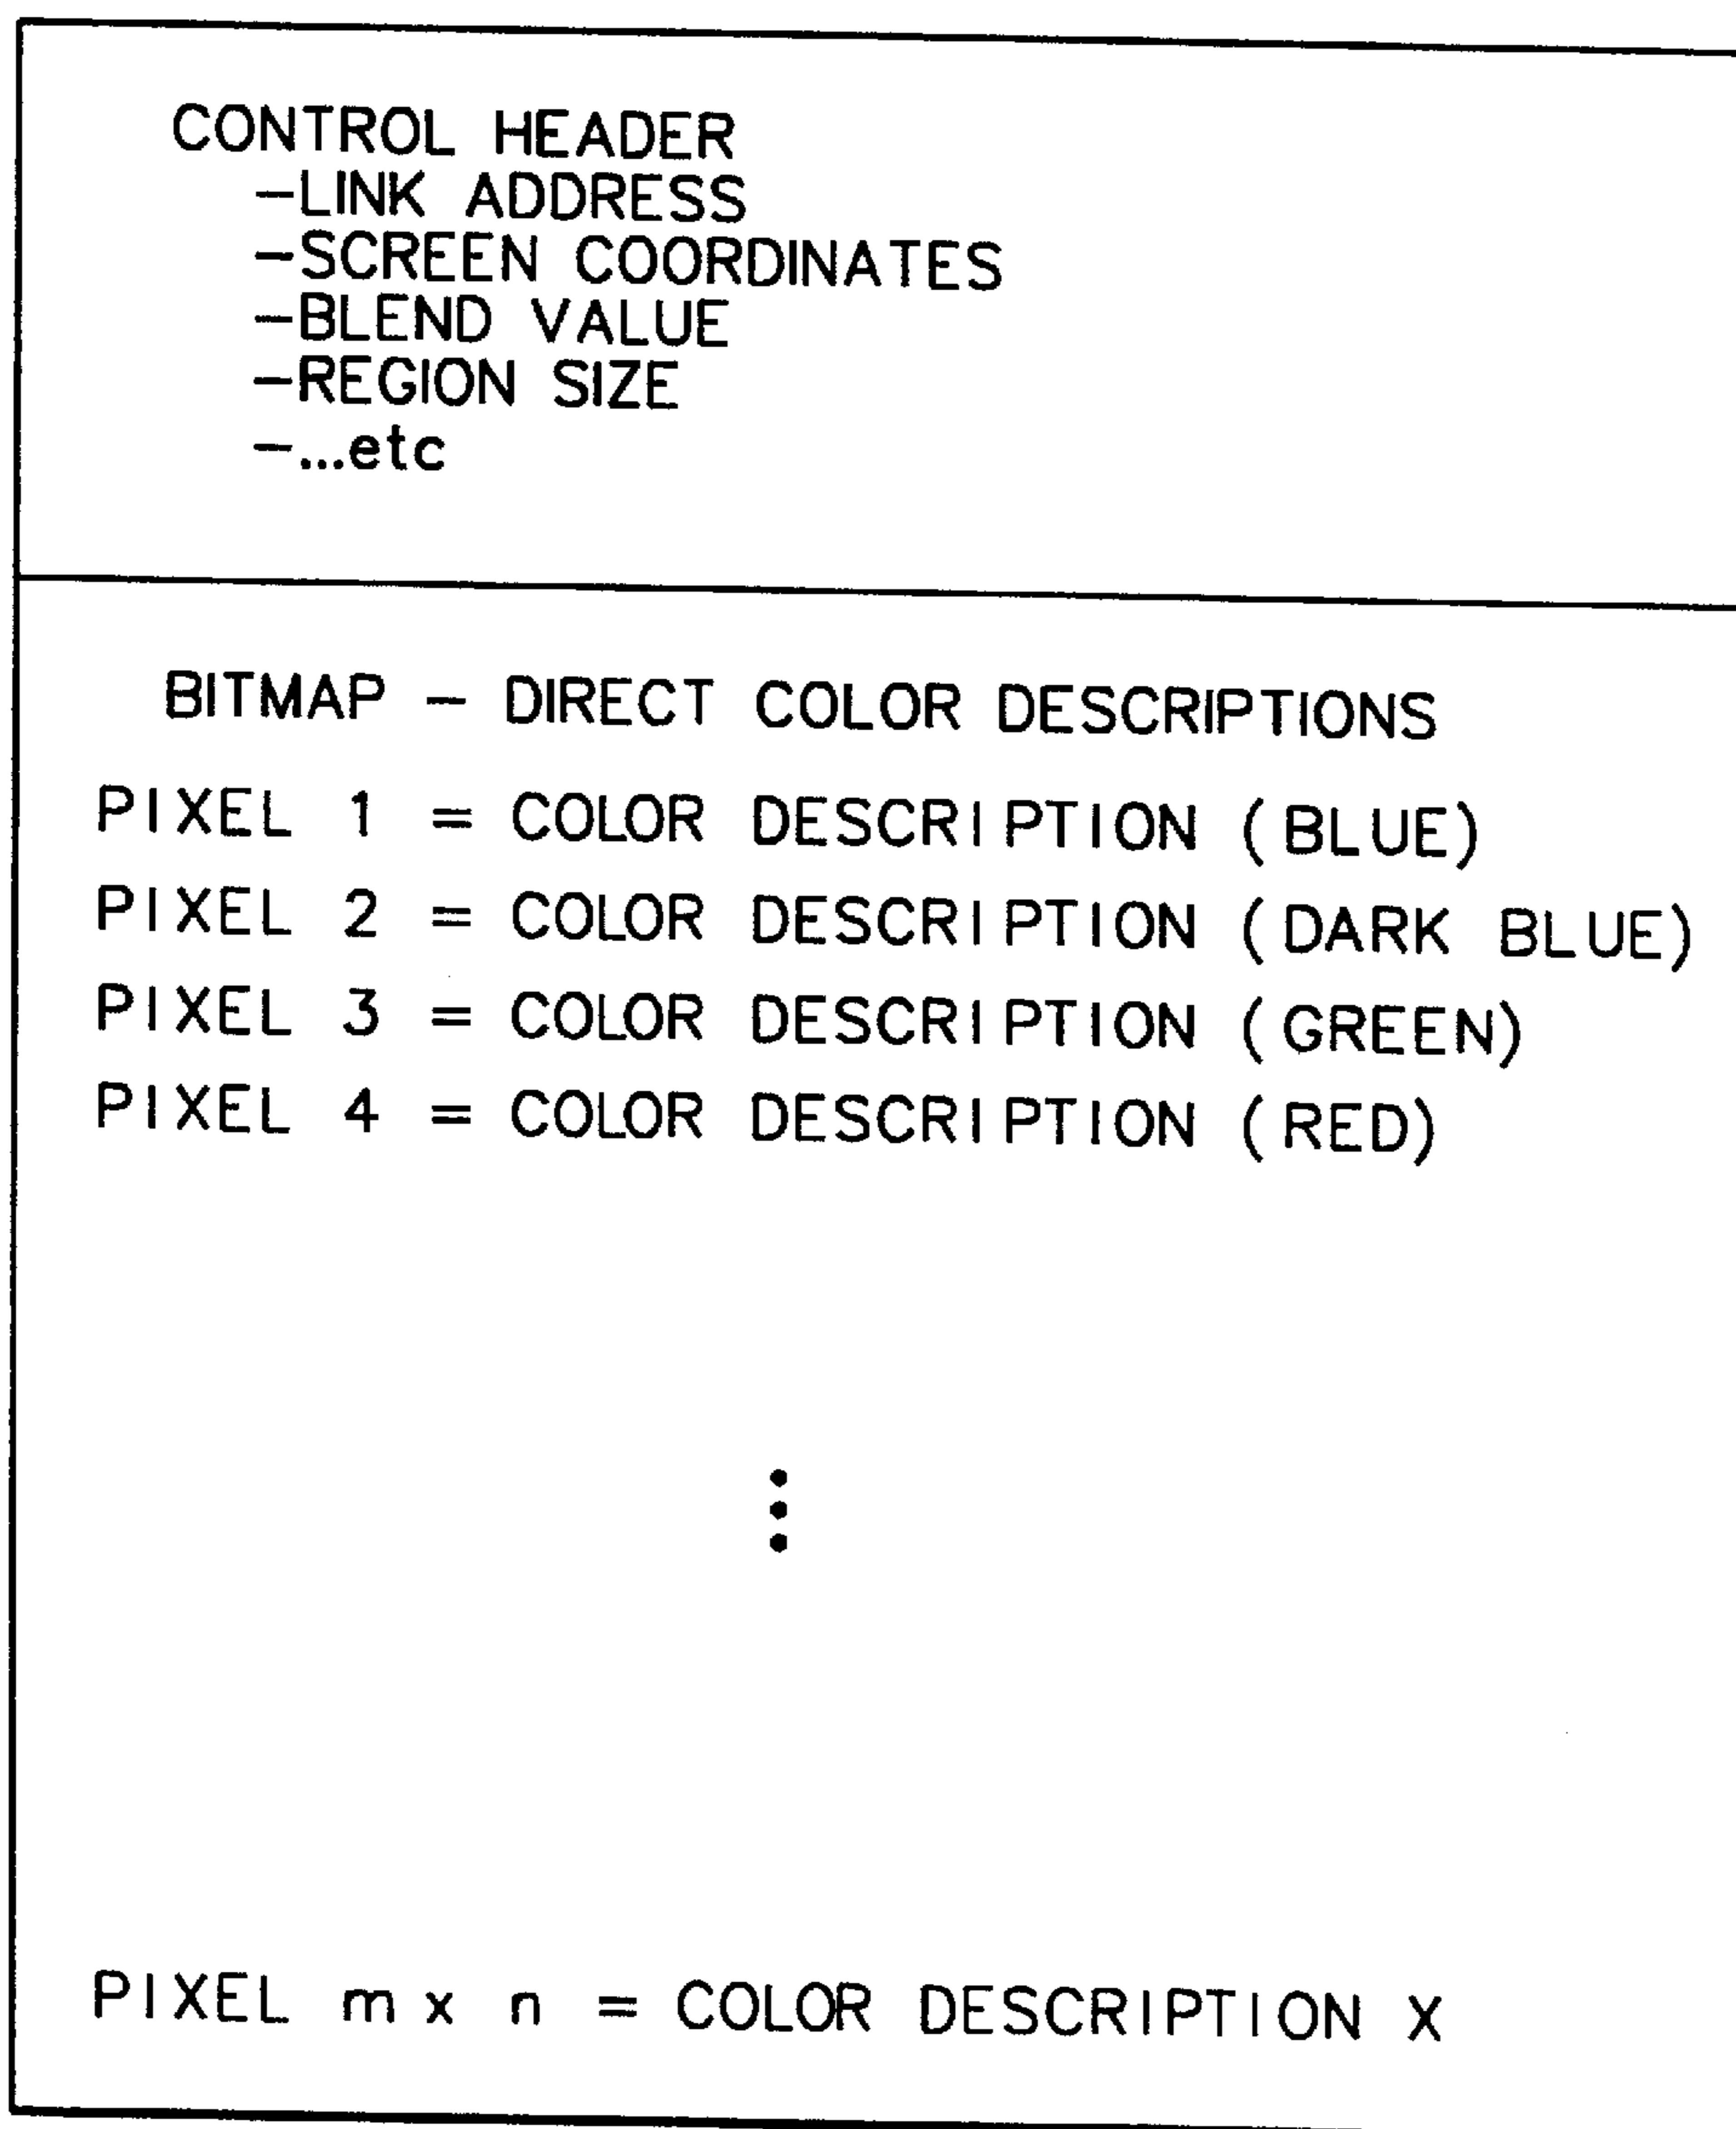 CONTROL HEADER
—LINK ADDRESS
—SCREEN COORDINATES
—BLEND VALUE
—REGION SIZE
—...etc
BITMAP — DIRECT COLOR DESCRIPTIONS
PIXEL 1 = COLOR DESCRIPTION (BLUE)
PIXEL 2 = COLOR DESCRIPTION (DARK BLUE)
PIXEL 3 = COLOR DESCRIPTION (GREEN)
PIXEL 4 = COLOR DESCRIPTION (RED)
PIXEL m x n = COLOR DESCRIPTION X